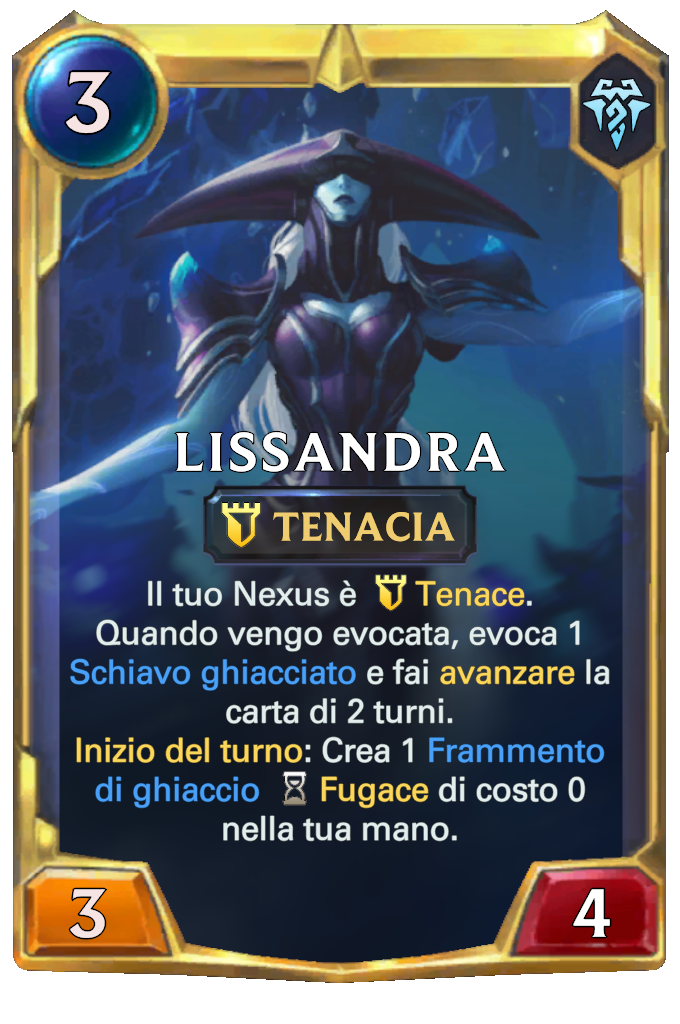 3
LISSANDRA
TENACIA
Il tuo Nexus è Tenace.
Quando vengo evocata, evoca 1
Schiavo ghiacciato e fai avanzare la
carta di 2 turni.
Inizio del turno: Crea 1 Frammento
di ghiaccio Fugace di costo 0
nella tua mano.
3
4